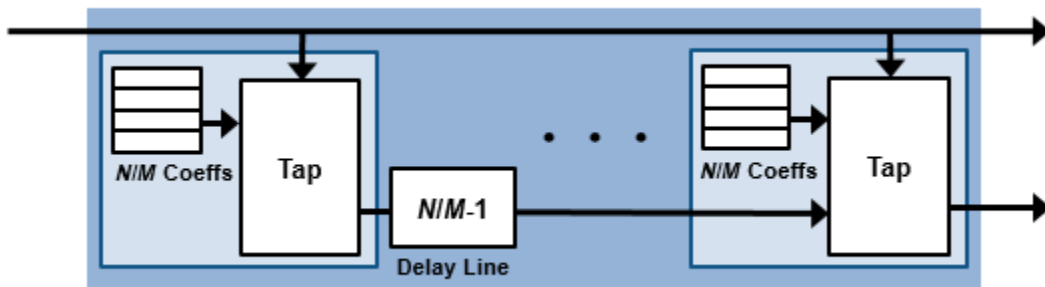 N/M Coeffs
Tap
N/M-1
Delay Line
N/M Coeffs
Tap